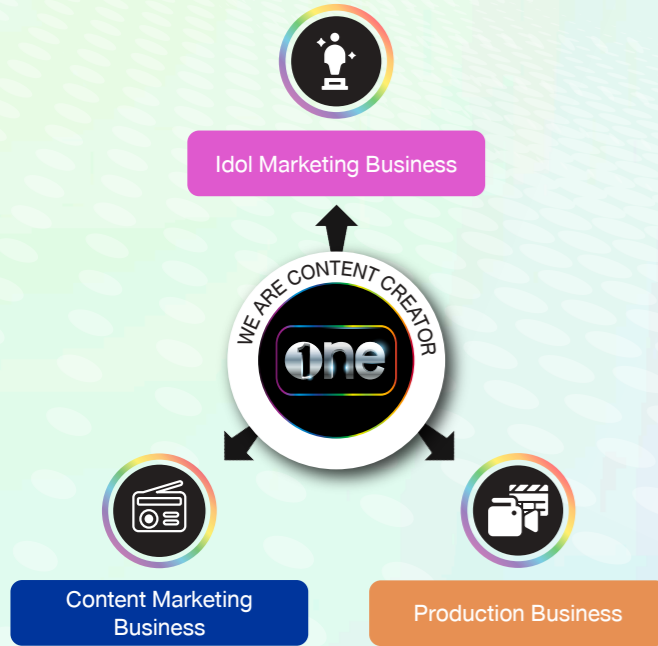 Idol Marketing Business
WE ARE CONTENT CREATOR
one
Content Marketing
Business
Production Business